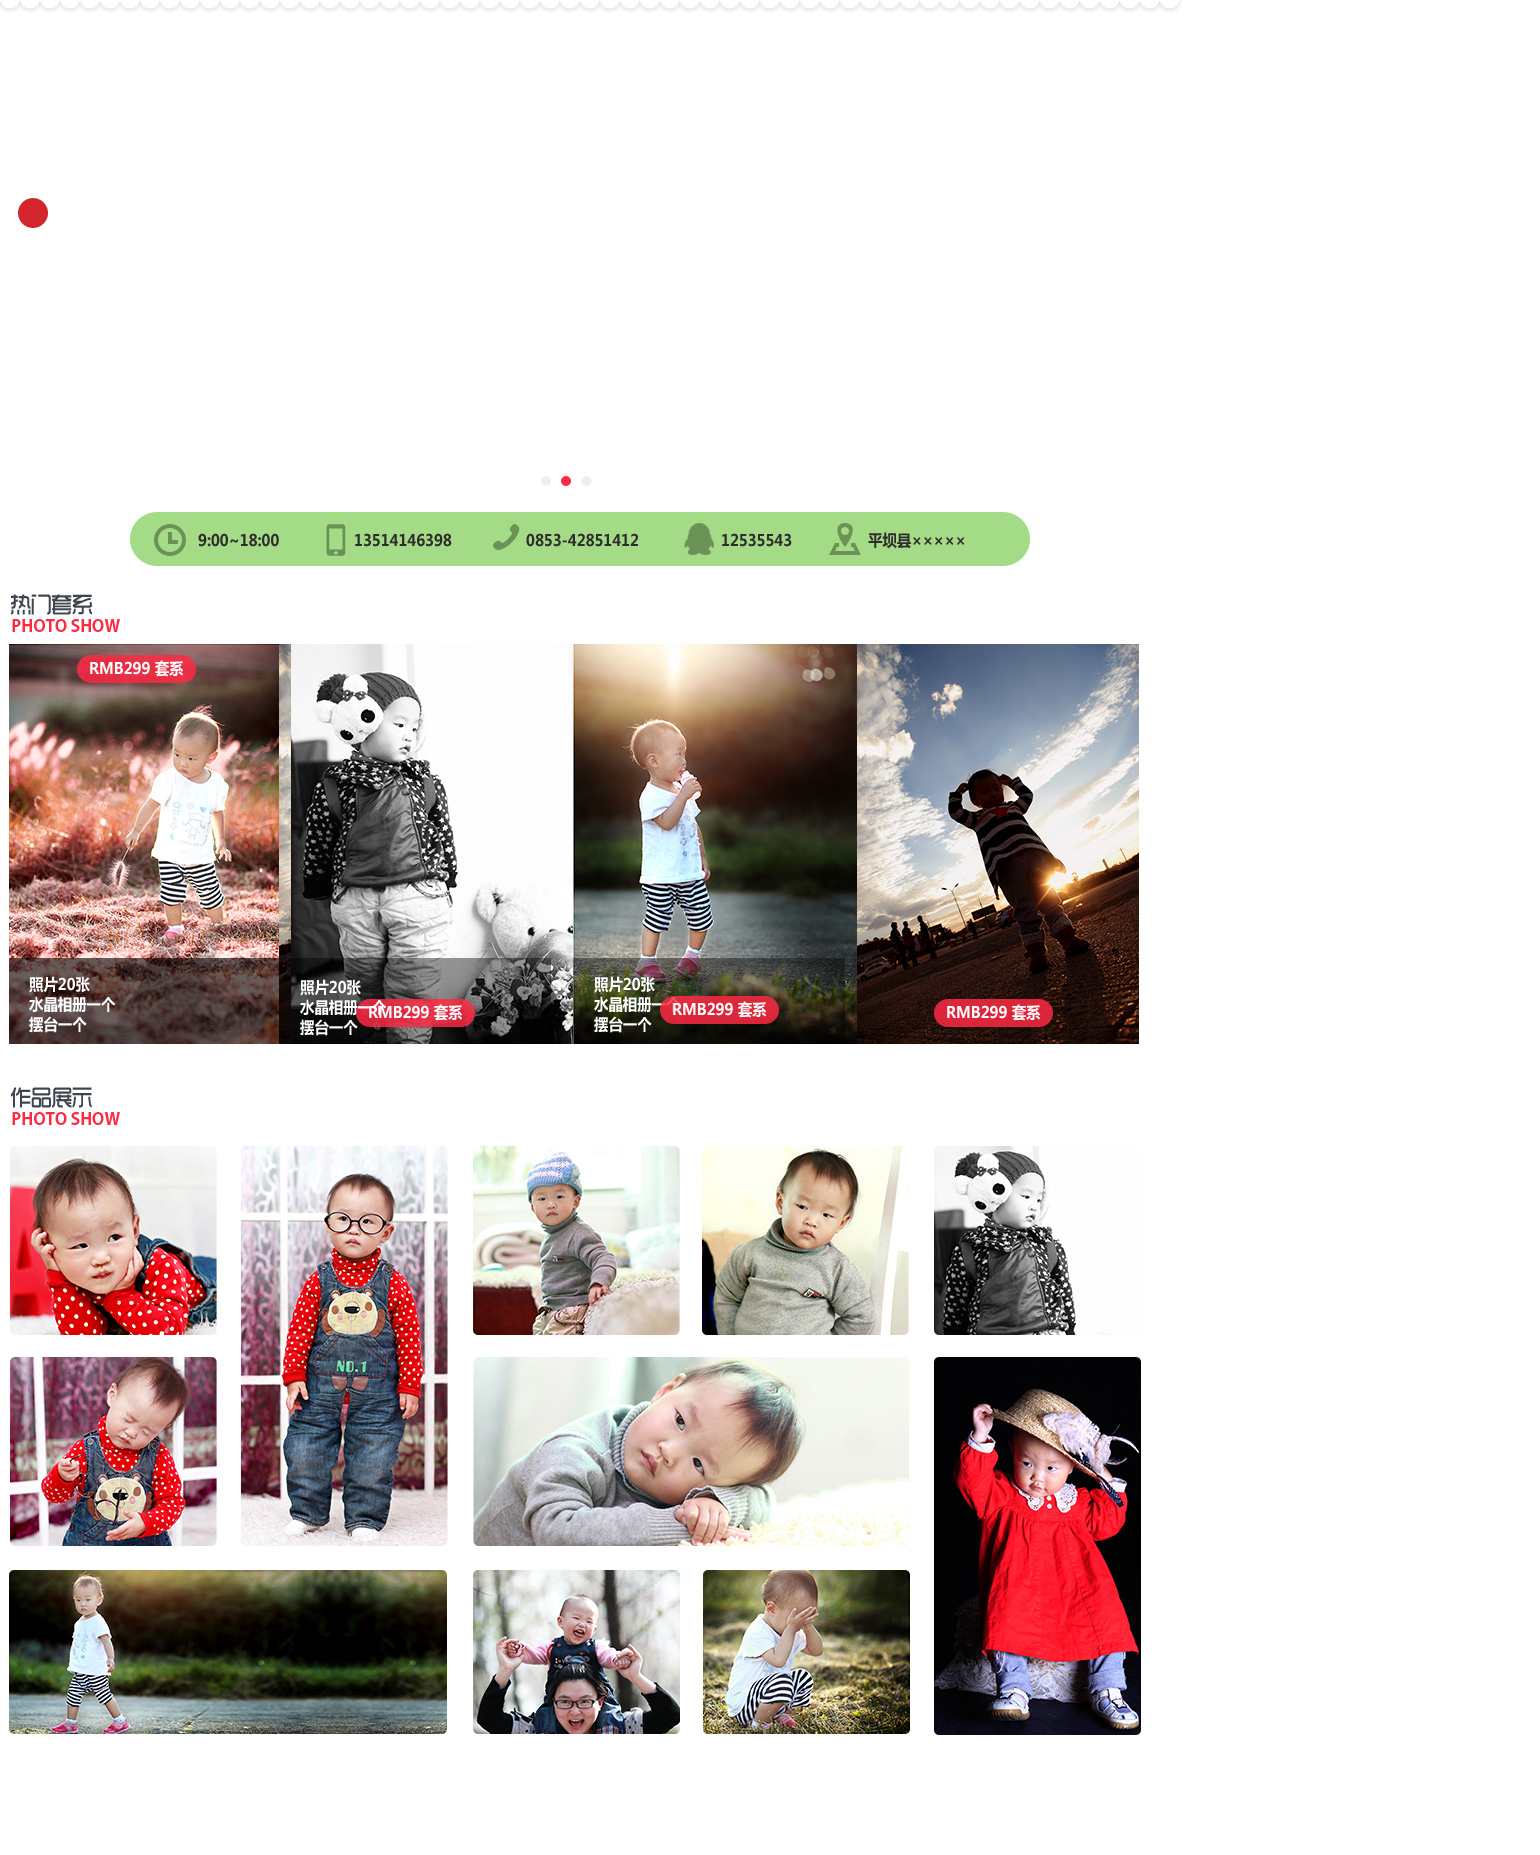 9:00~18:00
13514146398
0853-42851412
12535543
平坝县×××××
热门套系
PHOTO SHOW
RMB299 套系
照片20张
水晶相册一个
摆台一个
照片20张
水晶相册一个
摆台一个
RMB299 套系
照片20张
水晶相册一
摆台一个
RMB299 套系
RMB299 套系
作品展示
PHOTO SHOW
NO.1